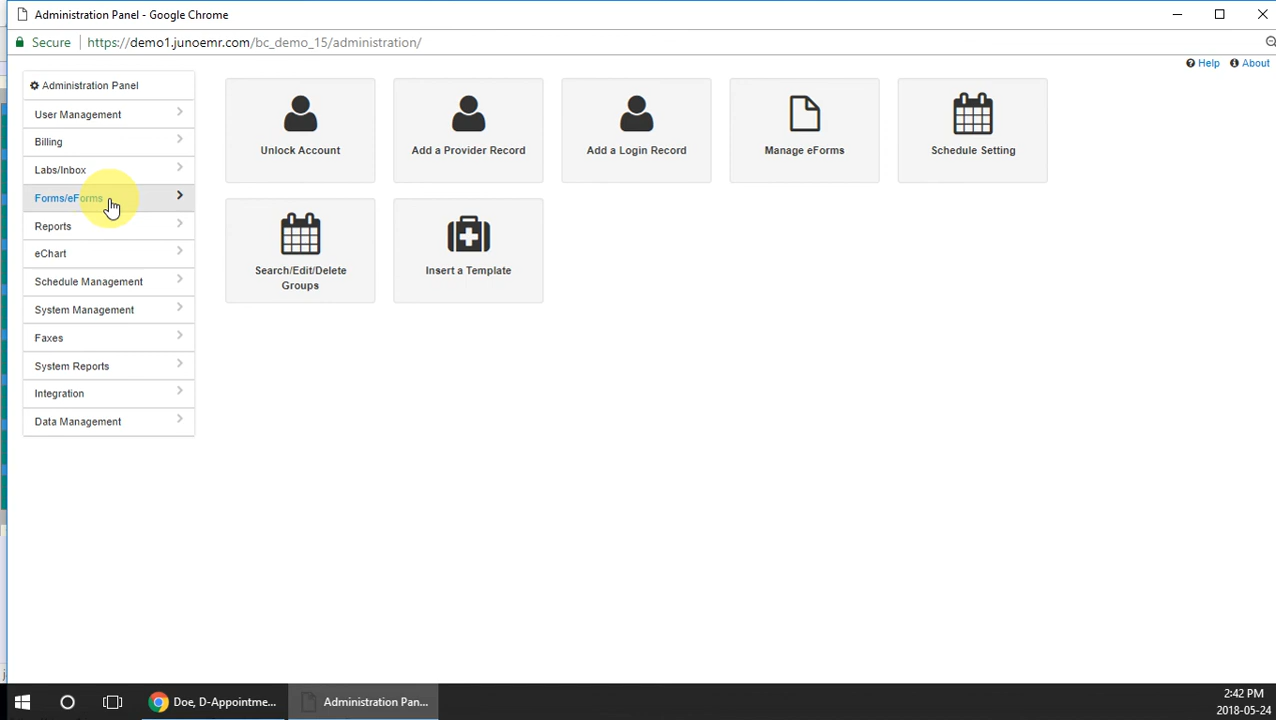 Administration Panel - Google Chrome
Secure
https://demo1.junoemr.com/bc_demo_15/administration/
Help
About
Administration Panel
User Management
Billing
Labs/Inbox
Forms/eForms
Reports
eChart
Schedule Management
System Management
Faxes
System Reports
Integration
Data Management
Unlock Account
Add a Provider Record
Add a Login Record
Manage eForms
Schedule Setting
Search/Edit/Delete
Groups
Insert a Template
Doe, D-Appointme...
Administration Pan...
2:42 PM
2018-05-24